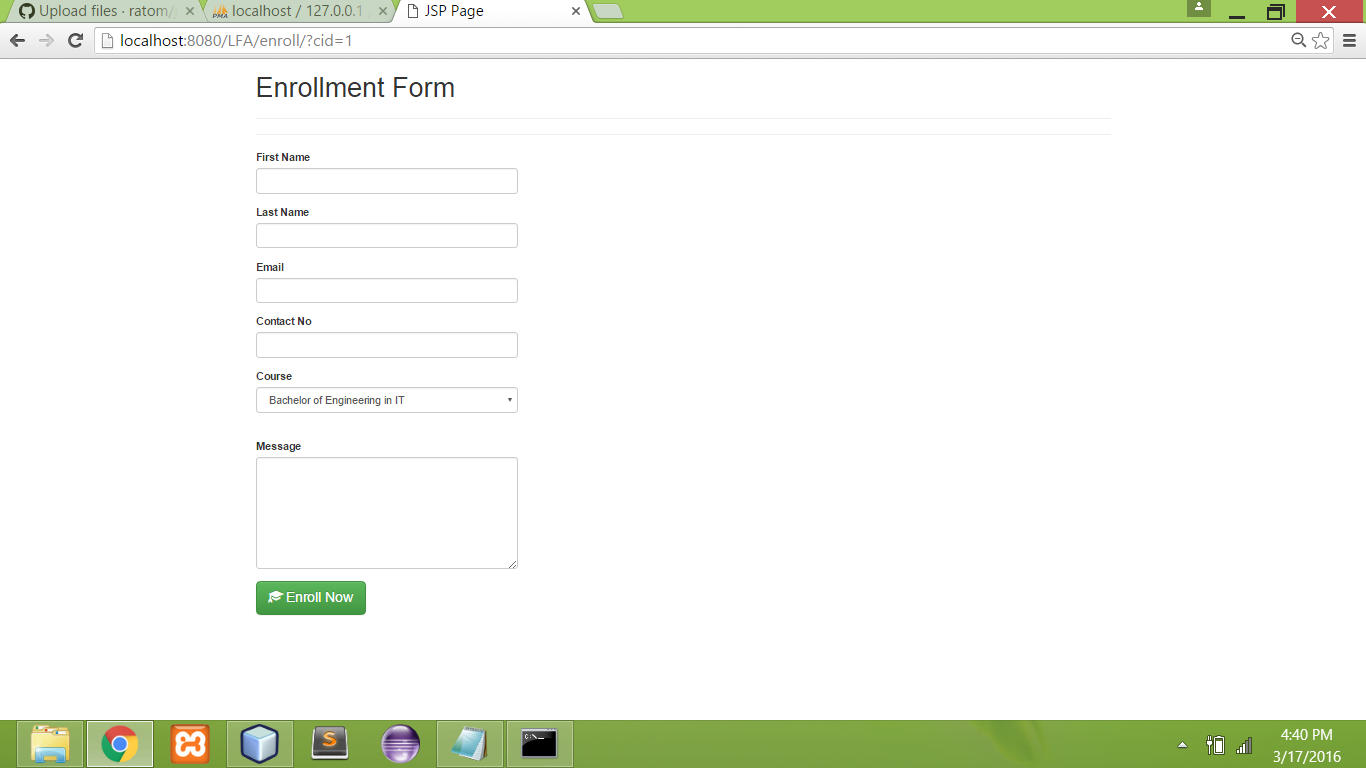 Upload files · ratom/
localhost / 127.0.0.1
JSP Page
localhost:8080/LFA/enroll/?cid=1
Enrollment Form
First Name
Last Name
Email
Contact No
Course
Bachelor of Engineering in IT
Message
Enroll Now
4:40 PM
3/17/2016